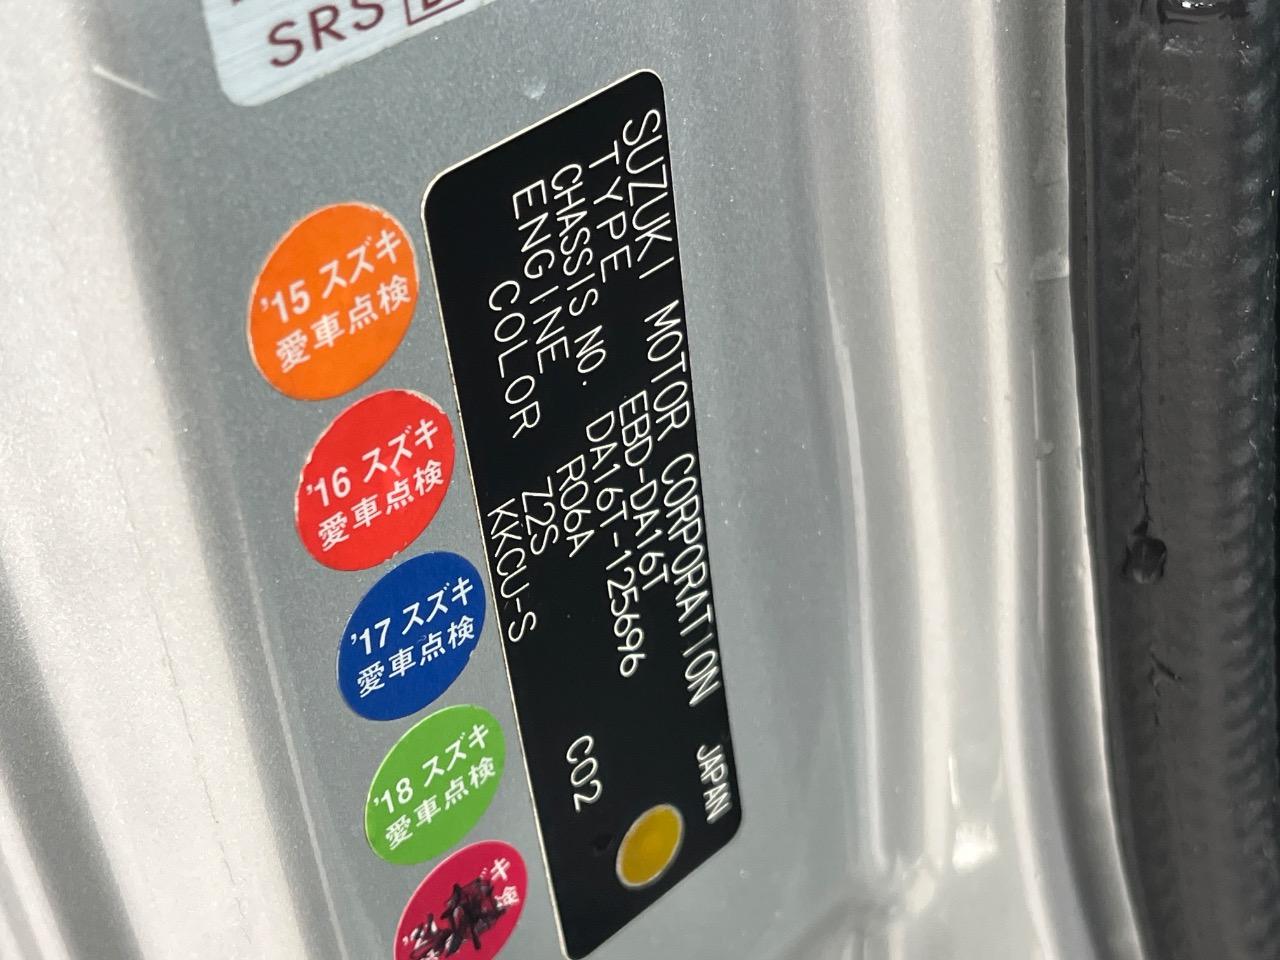 SRS
SUZUKI MOTOR CORPORATION JAPAN
TYPE EBD-DA16T
CHASSIS NO. DA16T-125696
ENGINE R06A C02
COLOR Z2S
KKCU-S
'15 スズキ
愛車点検
'16 スズキ
愛車点検
'17 スズキ
愛車点検
'18 スズキ
愛車点検